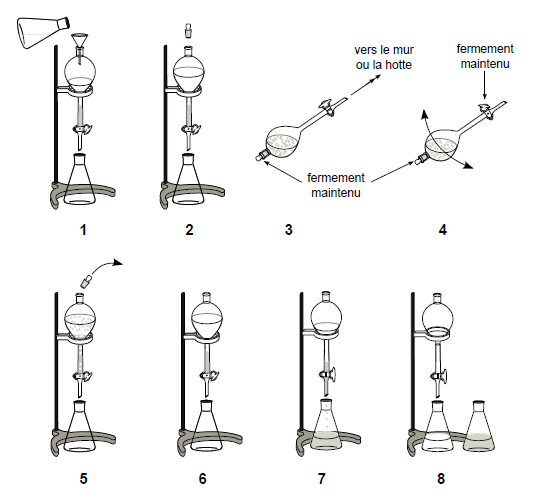 vers le mur
ou la hotte
fermement
maintenu
fermement
maintenu
1
2
3
4
5
6
7
8